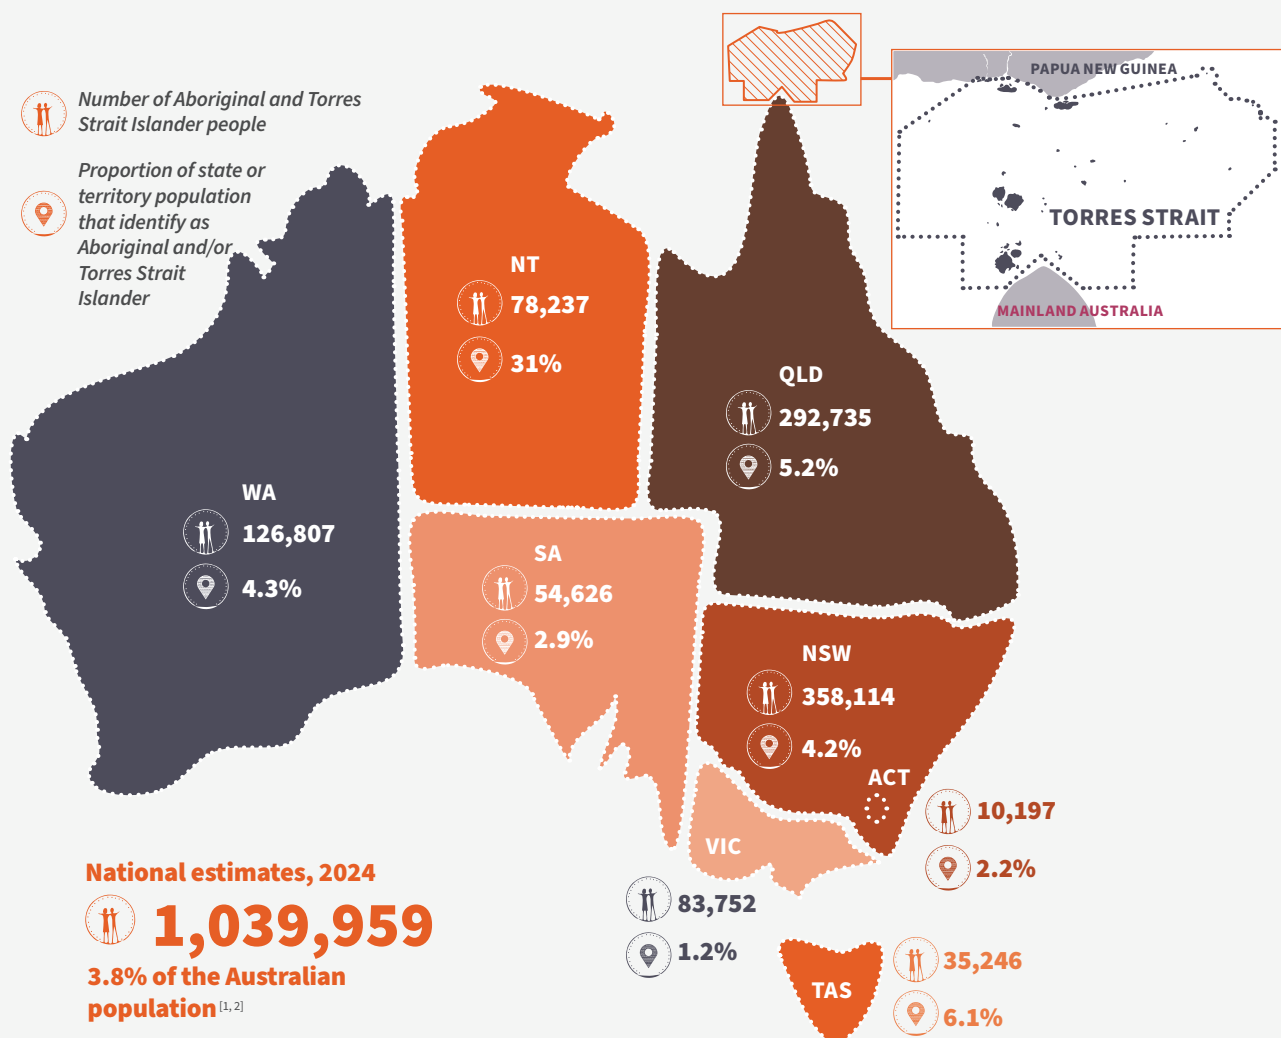 Number of Aboriginal and Torres
Strait Islander people
Proportion of state or
territory population
that identify as
Aboriginal and/or
Torres Strait
Islander
PAPUA NEW GUINEA
TORRES STRAIT
MAINLAND AUSTRALIA
NT
78,237
31%
QLD
292,735
5.2%
WA
126,807
4.3%
SA
54,626
2.9%
NSW
358,114
4.2%
ACT
10,197
2.2%
VIC
83,752
1.2%
TAS
35,246
6.1%
National estimates, 2024
1,039,959
3.8% of the Australian
population [1, 2]